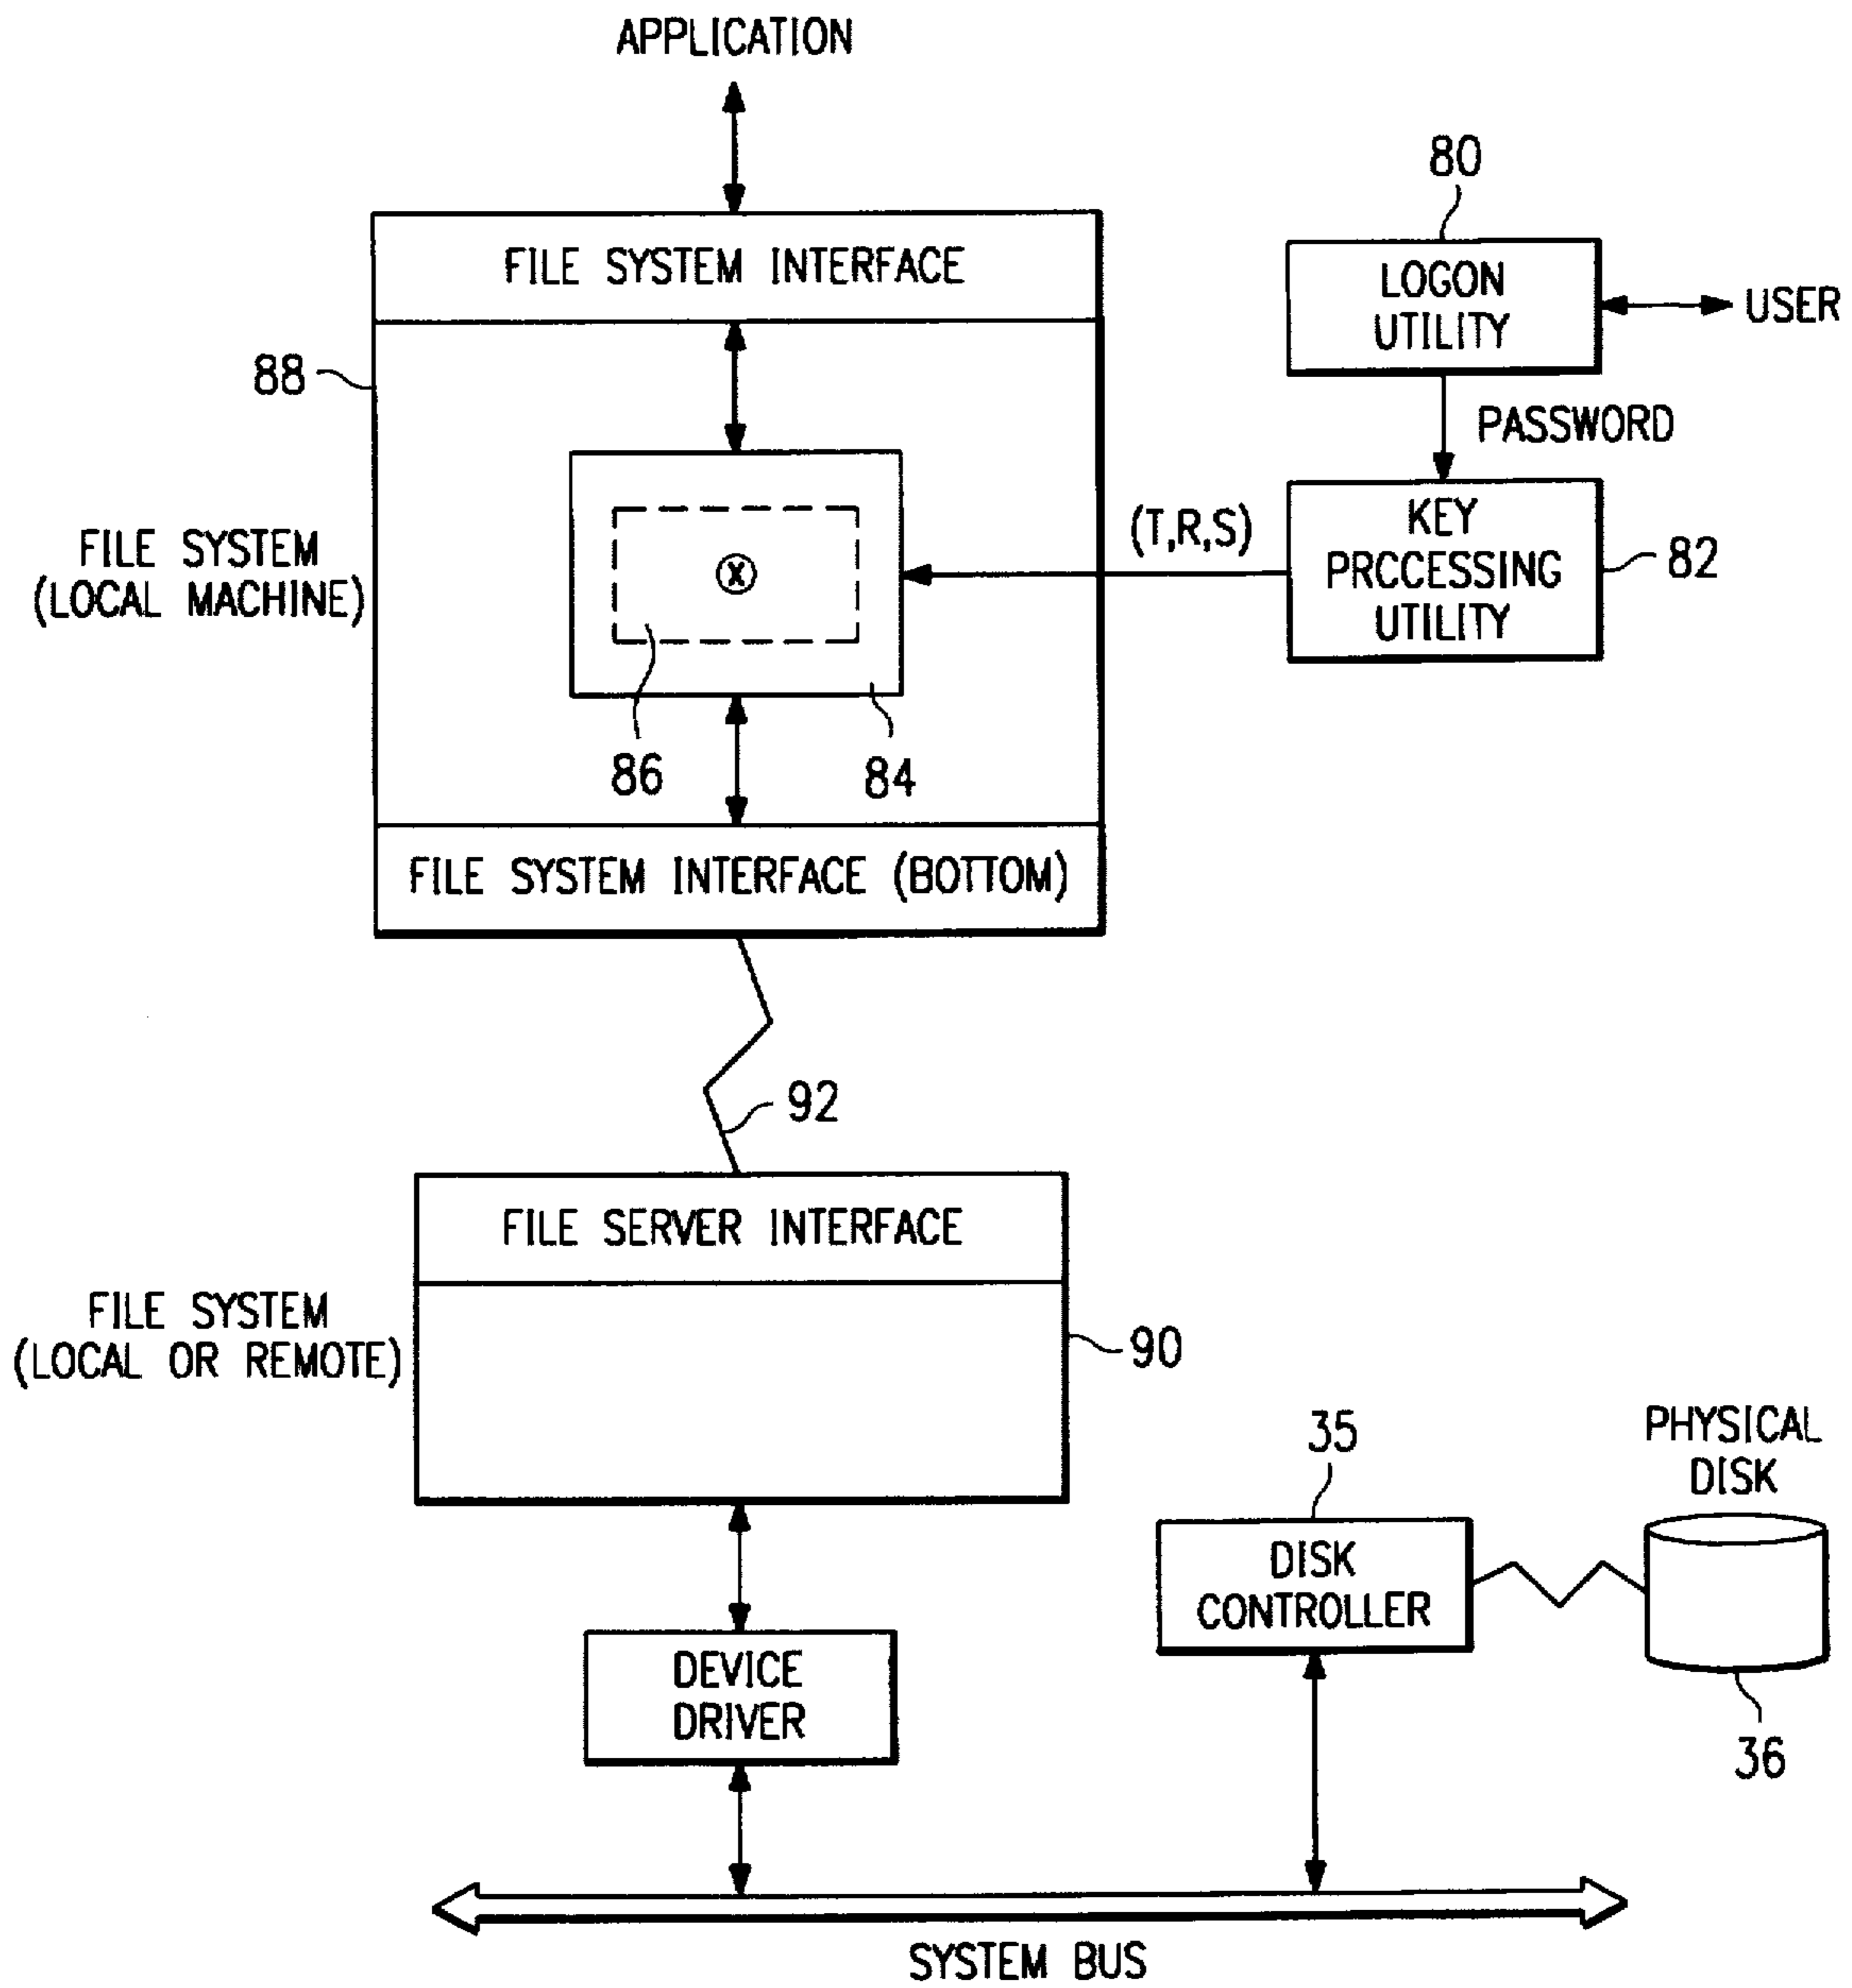 APPLICATION
FILE SYSTEM INTERFACE
80
LOGON
UTILITY
USER
88
PASSWORD
FILE SYSTEM
(LOCAL MACHINE)
X
(T,R,S)
KEY
PRCCESSING
UTILITY
82
86
84
FILE SYSTEM INTERFACE (BOTTOM)
92
FILE SERVER INTERFACE
FILE SYSTEM
(LOCAL OR REMOTE)
90
35
PHYSICAL
DISK
DISK
CONTROLLER
DEVICE
DRIVER
36
SYSTEM BUS